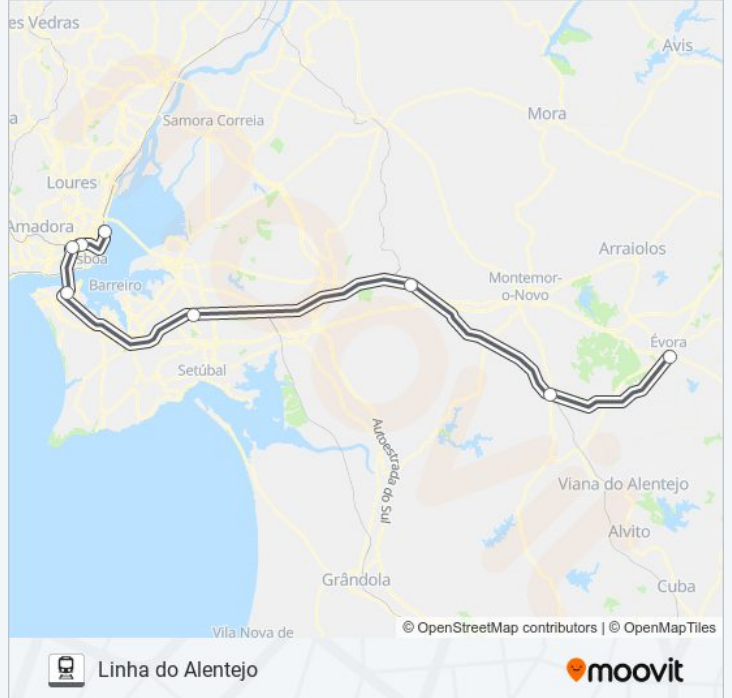 es Vedras
Avis
Mora
Samora Correia
a
Loures
Amadora
Arraiolos
sboa
Barreiro
Montemor-
o-Novo
Évora
Setúbal
Autoestrada do Sul
Viana do Alentejo
Alvito
Grândola
Cuba
Vila Nova de
© OpenStreetMap contributors | © OpenMapTiles
Linha do Alentejo
moovit